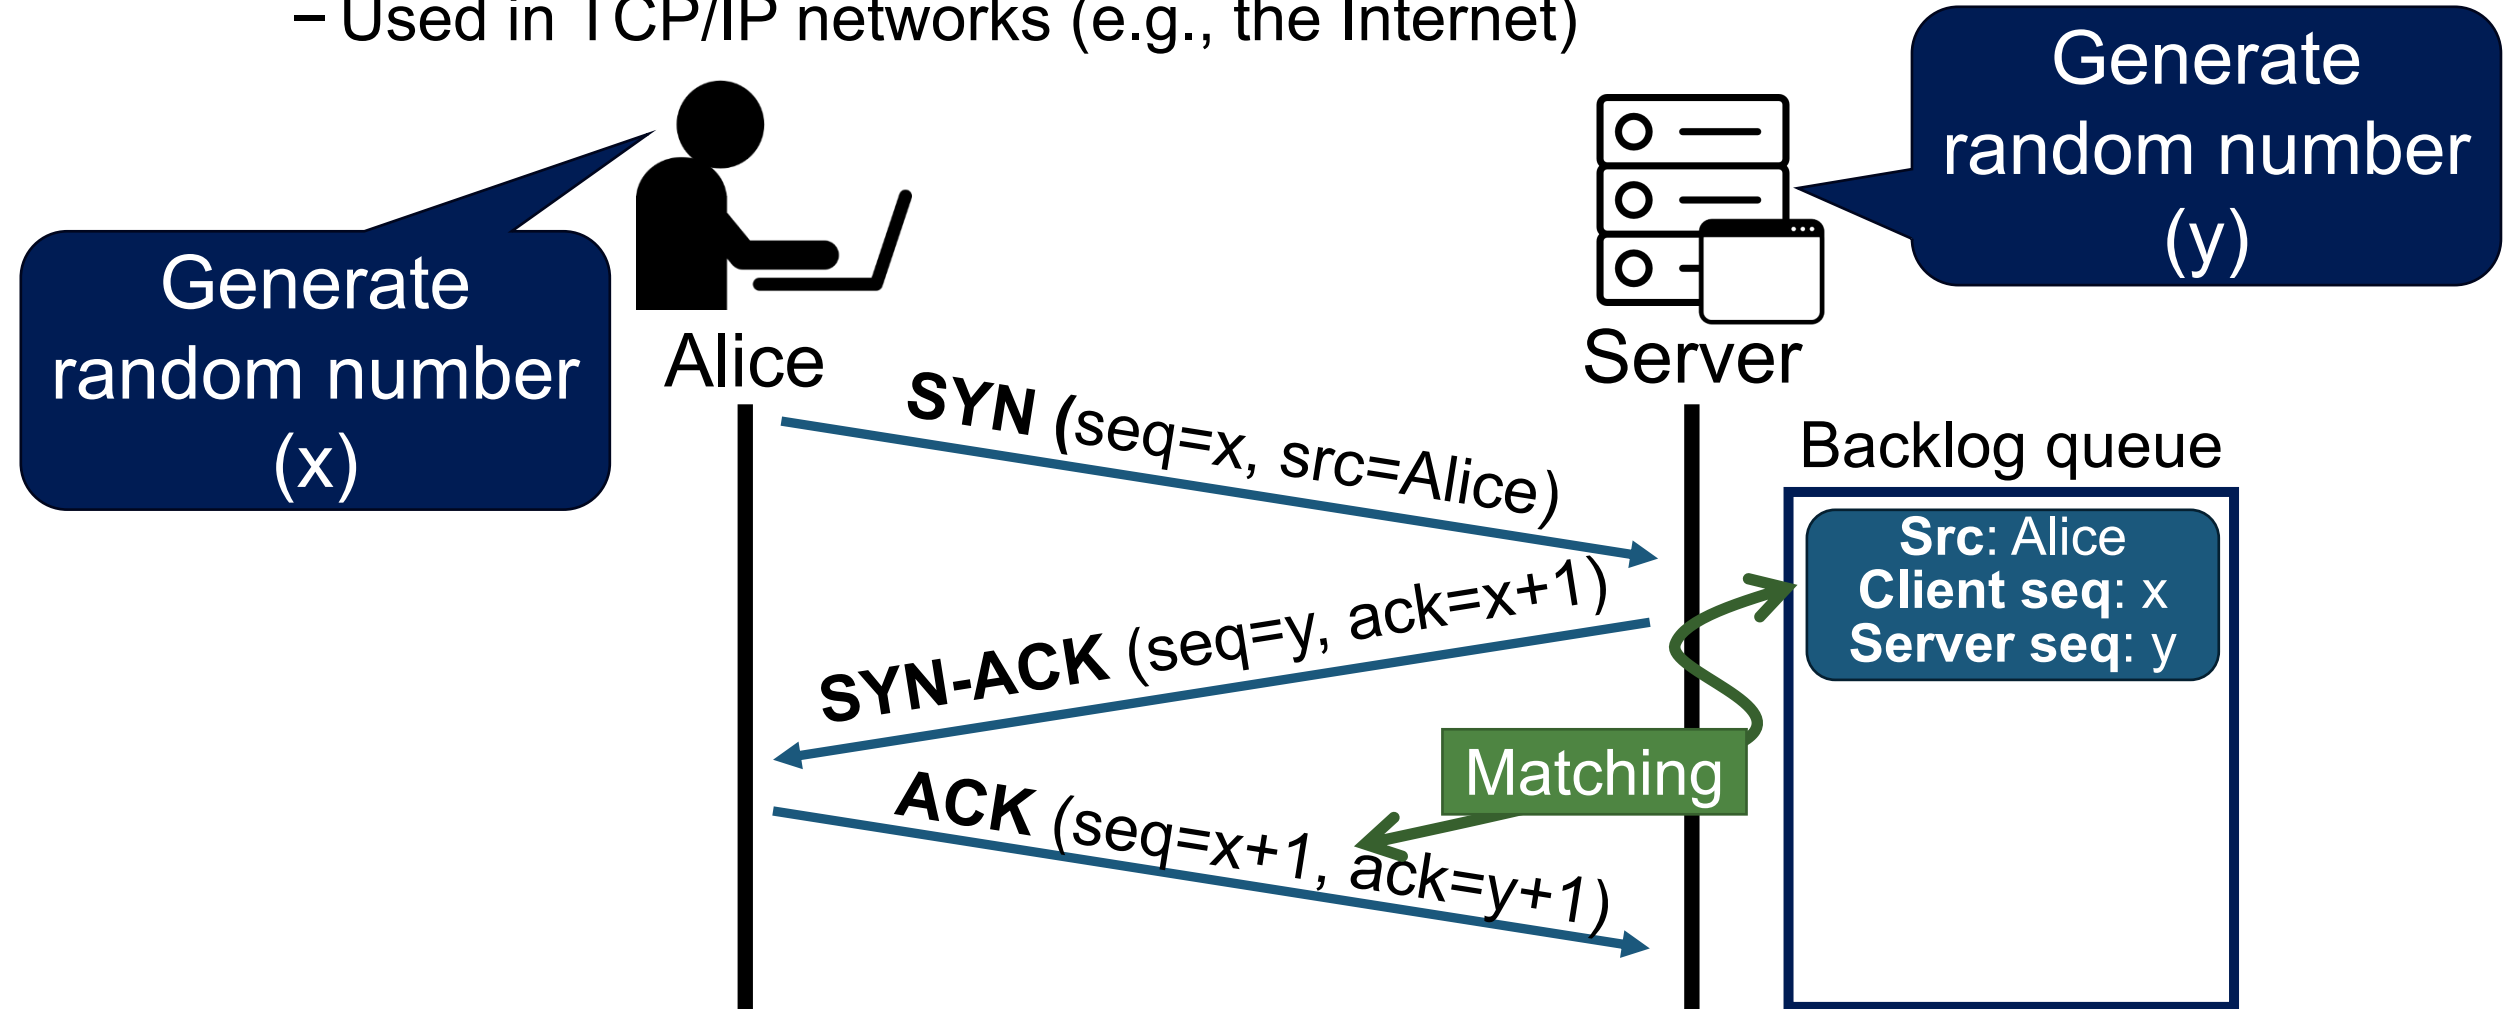 – Used in TCP/IP networks (e.g., the Internet)
Generate
random number
(y)
Generate
random number
(x)
Alice
Server
SYN (seq=x, src=Alice)
Backlog queue
Src: Alice
Client seq: x
Server seq: y
SYN-ACK (seq=y, ack=x+1)
Matching
ACK (seq=x+1, ack=y+1)